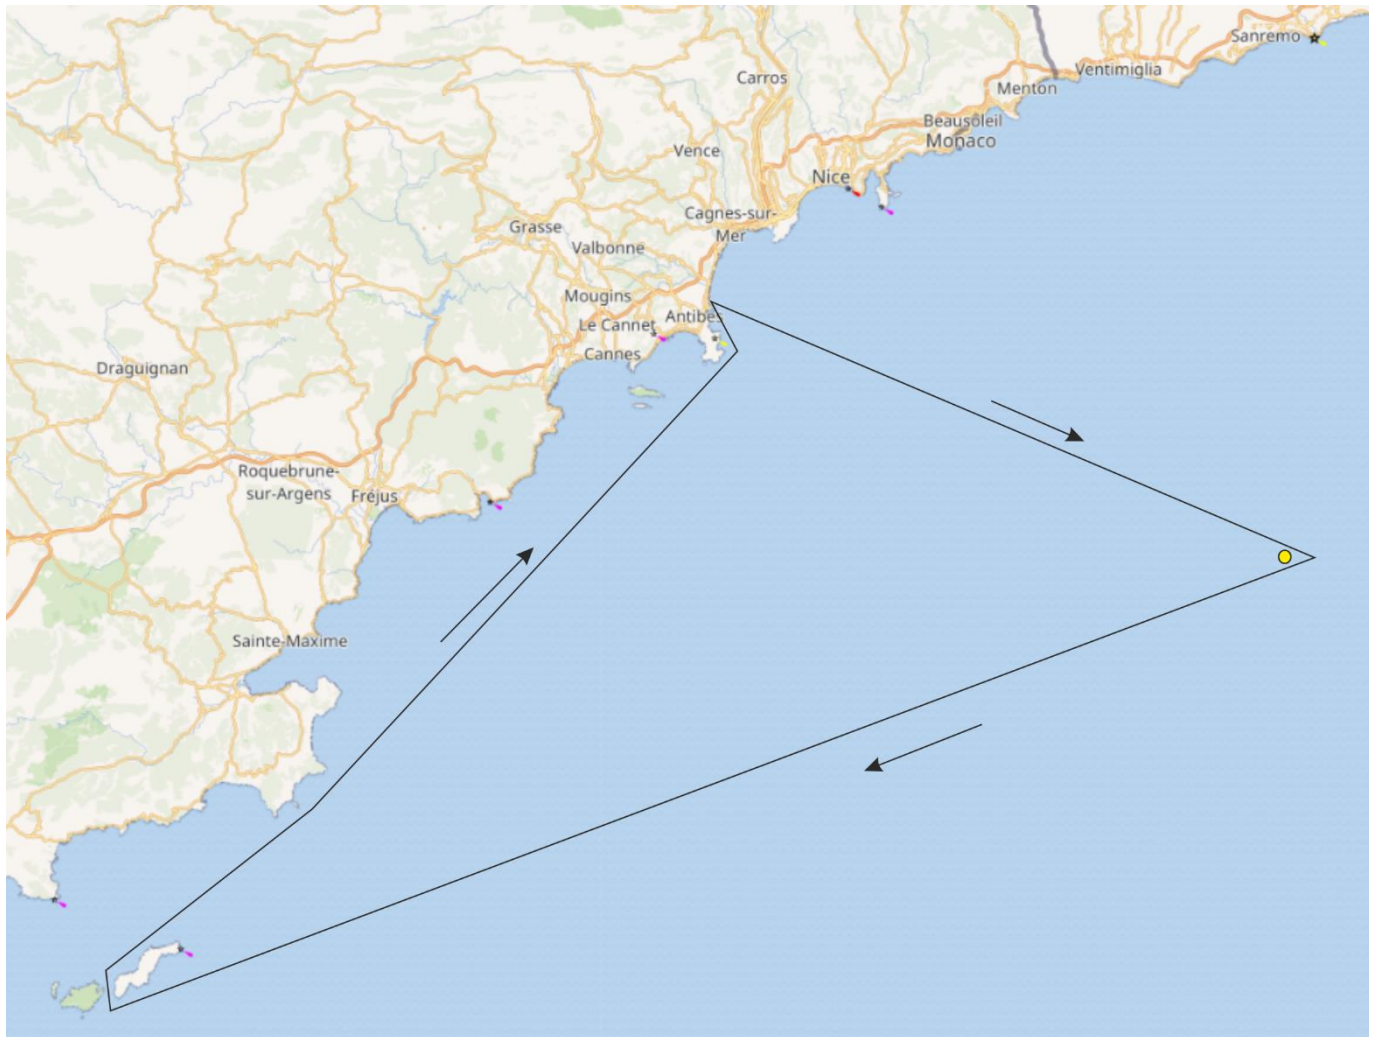 Sanremo
Carros
Ventimiglia
Menton
Beausoleil
Monaco
Vence
Nice
Cagnes-sur-
Mer
Grasse
Valbonne
Mougins
Antibes
Le Cannet
Cannes
Draguignan
Roquebrune-
sur-Argens
Fréjus
Sainte-Maxime